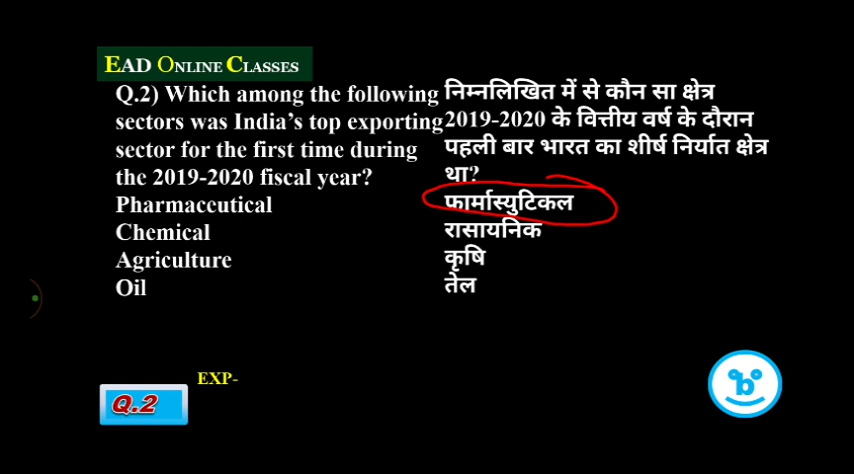 EAD ONLINE CLASSES
Q.2) Which among the following
sectors was India's top exporting
sector for the first time during
the 2019-2020 fiscal year?
Pharmaceutical
Chemical
Agriculture
Oil
निम्नलिखित में से कौन सा क्षेत्र
2019-2020 के वित्तीय वर्ष के दौरान
पहली बार भारत का शीर्ष निर्यात क्षेत्र
था?
फार्मास्युटिकल
रासायनिक
कृषि
तेल
EXP-
Q.2
b